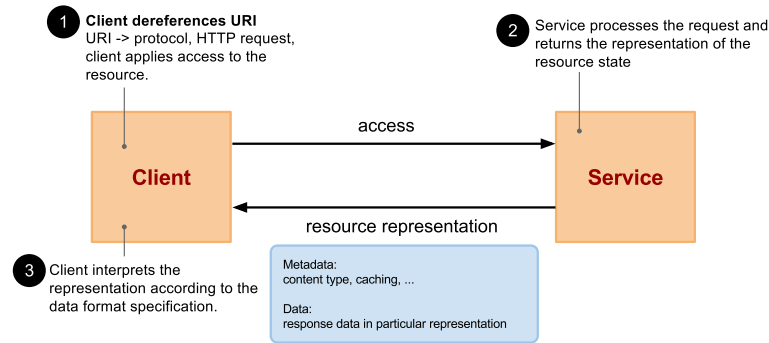 1
Client dereferences URI
URI -> protocol, HTTP request,
client applies access to the
resource.
2
Service processes the request and
returns the representation of the
resource state
access
Client
Service
resource representation
3
Client interprets the
representation according to the
data format specification.
Metadata:
content type, caching, ...
Data:
response data in particular representation